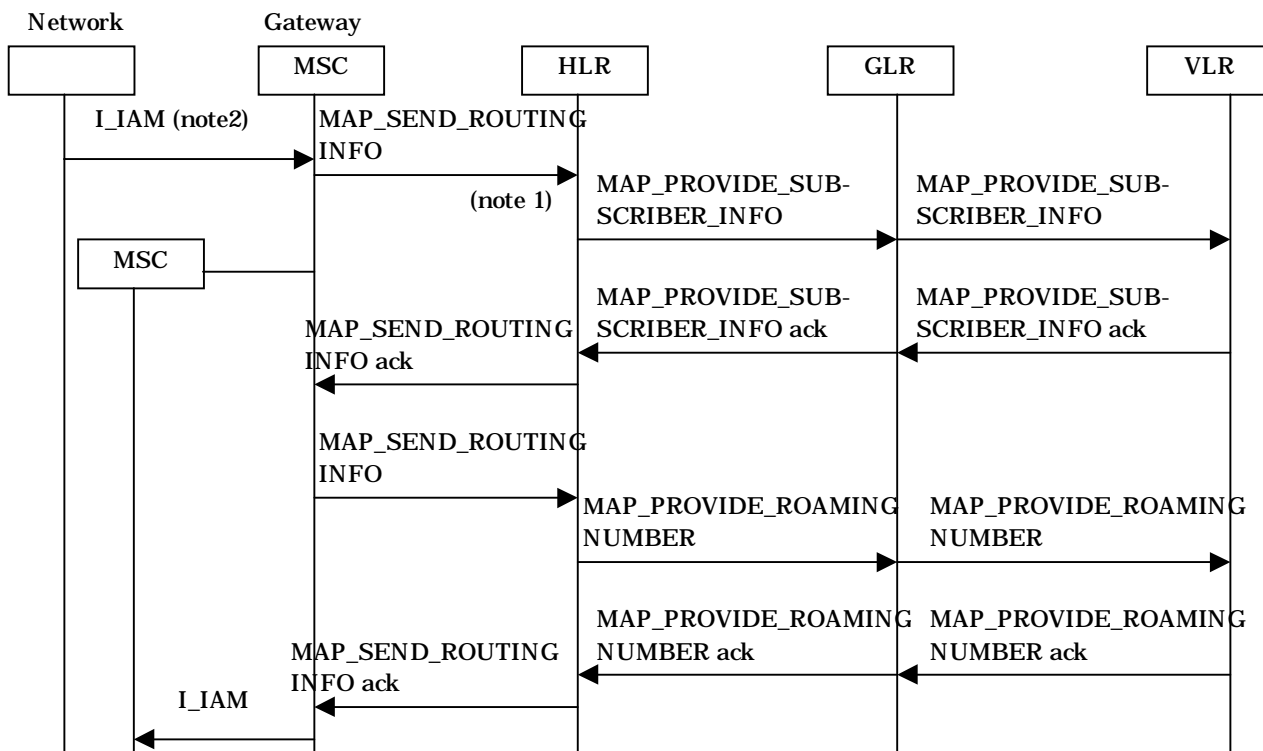 Network
Gateway
MSC
HLR
GLR
VLR
I_IAM (note2)
MAP_SEND_ROUTING
INFO
(note 1)
MAP_PROVIDE_SUB-
SCRIBER_INFO
MAP_PROVIDE_SUB-
SCRIBER_INFO
MSC
MAP_PROVIDE_SUB-
SCRIBER_INFO ack
MAP_PROVIDE_SUB-
SCRIBER_INFO ack
MAP_SEND_ROUTING
INFO ack
MAP_SEND_ROUTING
INFO
MAP_PROVIDE_ROAMING
NUMBER
MAP_PROVIDE_ROAMING
NUMBER
MAP_PROVIDE_ROAMING
NUMBER ack
MAP_PROVIDE_ROAMING
NUMBER ack
MAP_SEND_ROUTING
INFO ack
I_IAM